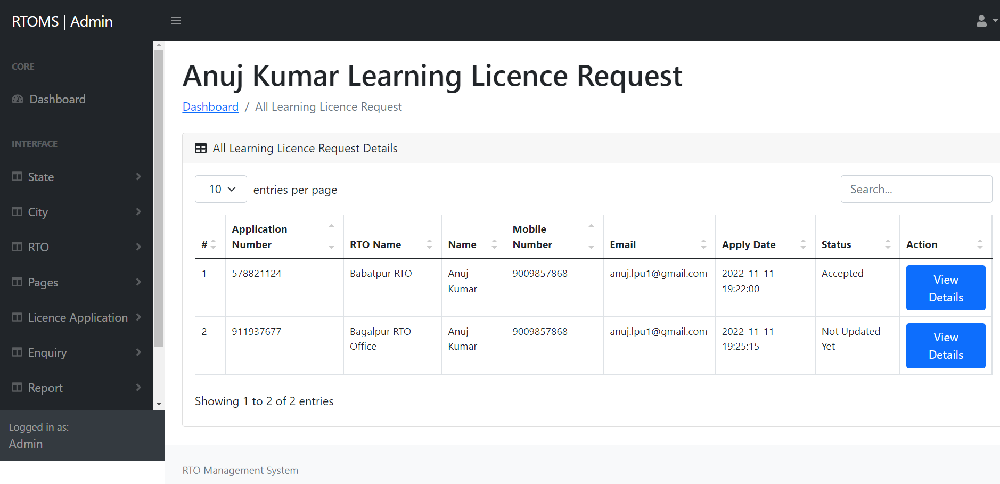 RTOMS | Admin
CORE
Dashboard
INTERFACE
State
City
RTO
Pages
Licence Application
Enquiry
Report
Logged in as:
Admin
Anuj Kumar Learning Licence Request
Dashboard / All Learning Licence Request
All Learning Licence Request Details
10 entries per page
Search...
# Application Number RTO Name Name Mobile Number Email Apply Date Status Action
1 578821124 Babatpur RTO Anuj Kumar 9009857868 anuj.lpu1@gmail.com 2022-11-11 19:22:00 Accepted View Details
2 911937677 Bagalpur RTO Office Anuj Kumar 9009857868 anuj.lpu1@gmail.com 2022-11-11 19:25:15 Not Updated Yet View Details
Showing 1 to 2 of 2 entries
RTO Management System